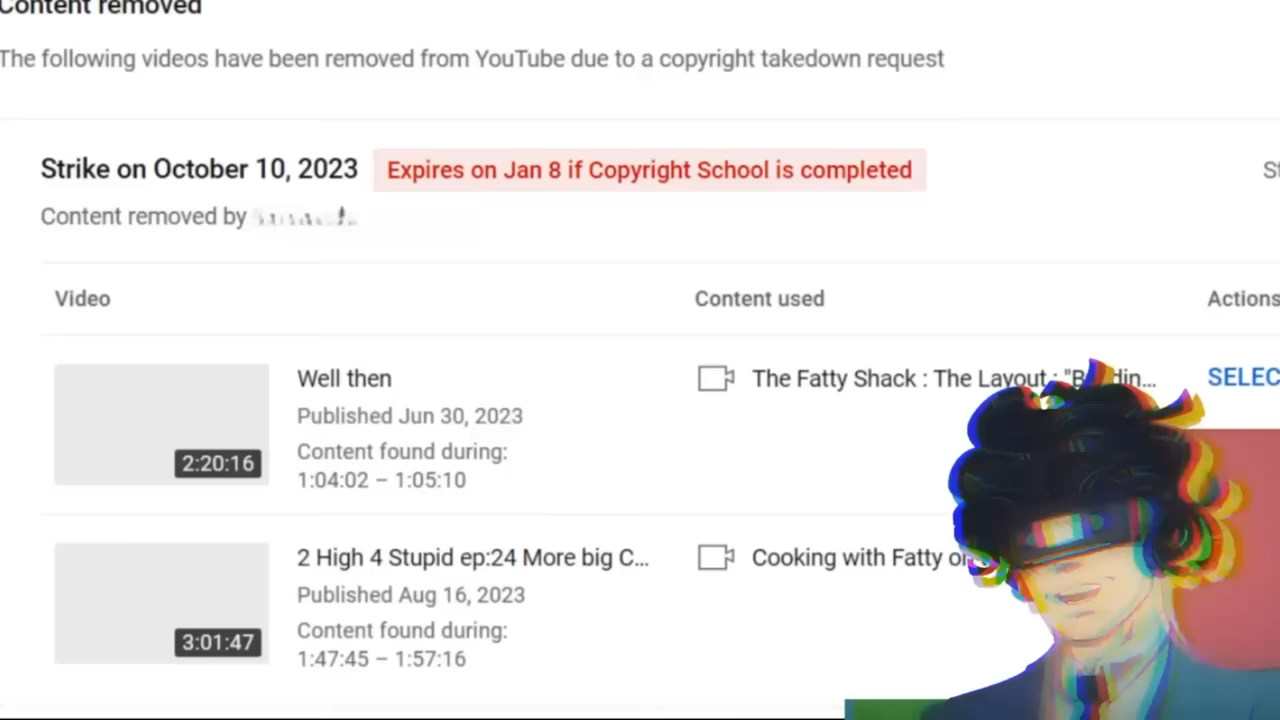 Content removed
The following videos have been removed from YouTube due to a copyright takedown request
Strike on October 10, 2023 Expires on Jan 8 if Copyright School is completed St
Content removed by
Video Content used Actions
Well then The Fatty Shack : The Layout : "B din... SELEC
Published Jun 30, 2023
Content found during:
2:20:16
1:04:02 – 1:05:10
2 High 4 Stupid ep:24 More big C... Cooking with Fatty
Published Aug 16, 2023
Content found during:
3:01:47
1:47:45 – 1:57:16